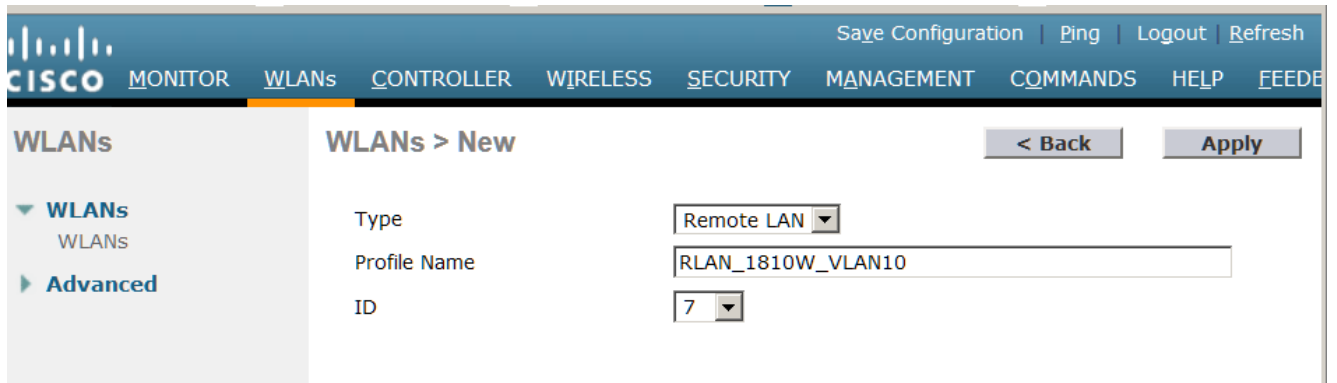 Save Configuration | Ping | Logout | Refresh
CISCO MONITOR WLANs CONTROLLER WIRELESS SECURITY MANAGEMENT COMMANDS HELP FEEDB
WLANs
WLANs > New
< Back
Apply
WLANs
WLANs
Advanced
Type
Remote LAN
Profile Name
RLAN_1810W_VLAN10
ID
7